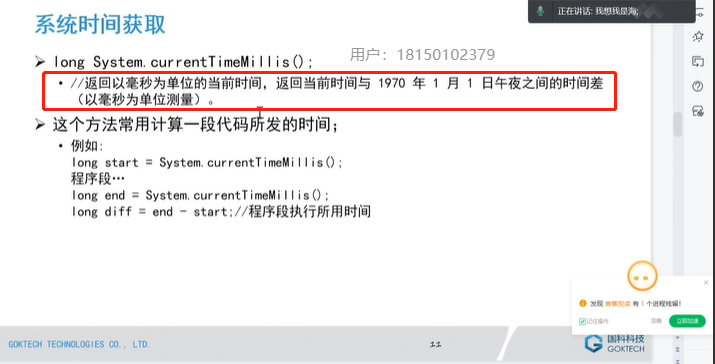 正在讲话: 我想我是海;
系统时间获取
用户: 18150102379
long System.currentTimeMillis();
//返回以毫秒为单位的当前时间，返回当前时间与 1970 年 1 月 1 日午夜之间的时间差
（以毫秒为单位测量）。
这个方法常用计算一段代码所发的时间;
例如:
long start = System.currentTimeMillis();
程序段…
long end = System.currentTimeMillis();
long diff = end - start;//程序段执行所用时间
发现 有 1 个进程残留!
记住操作 忽略 立即加速
GOKTECH TECHNOLOGIES CO., LTD.
11
国科科技
GOKTECH